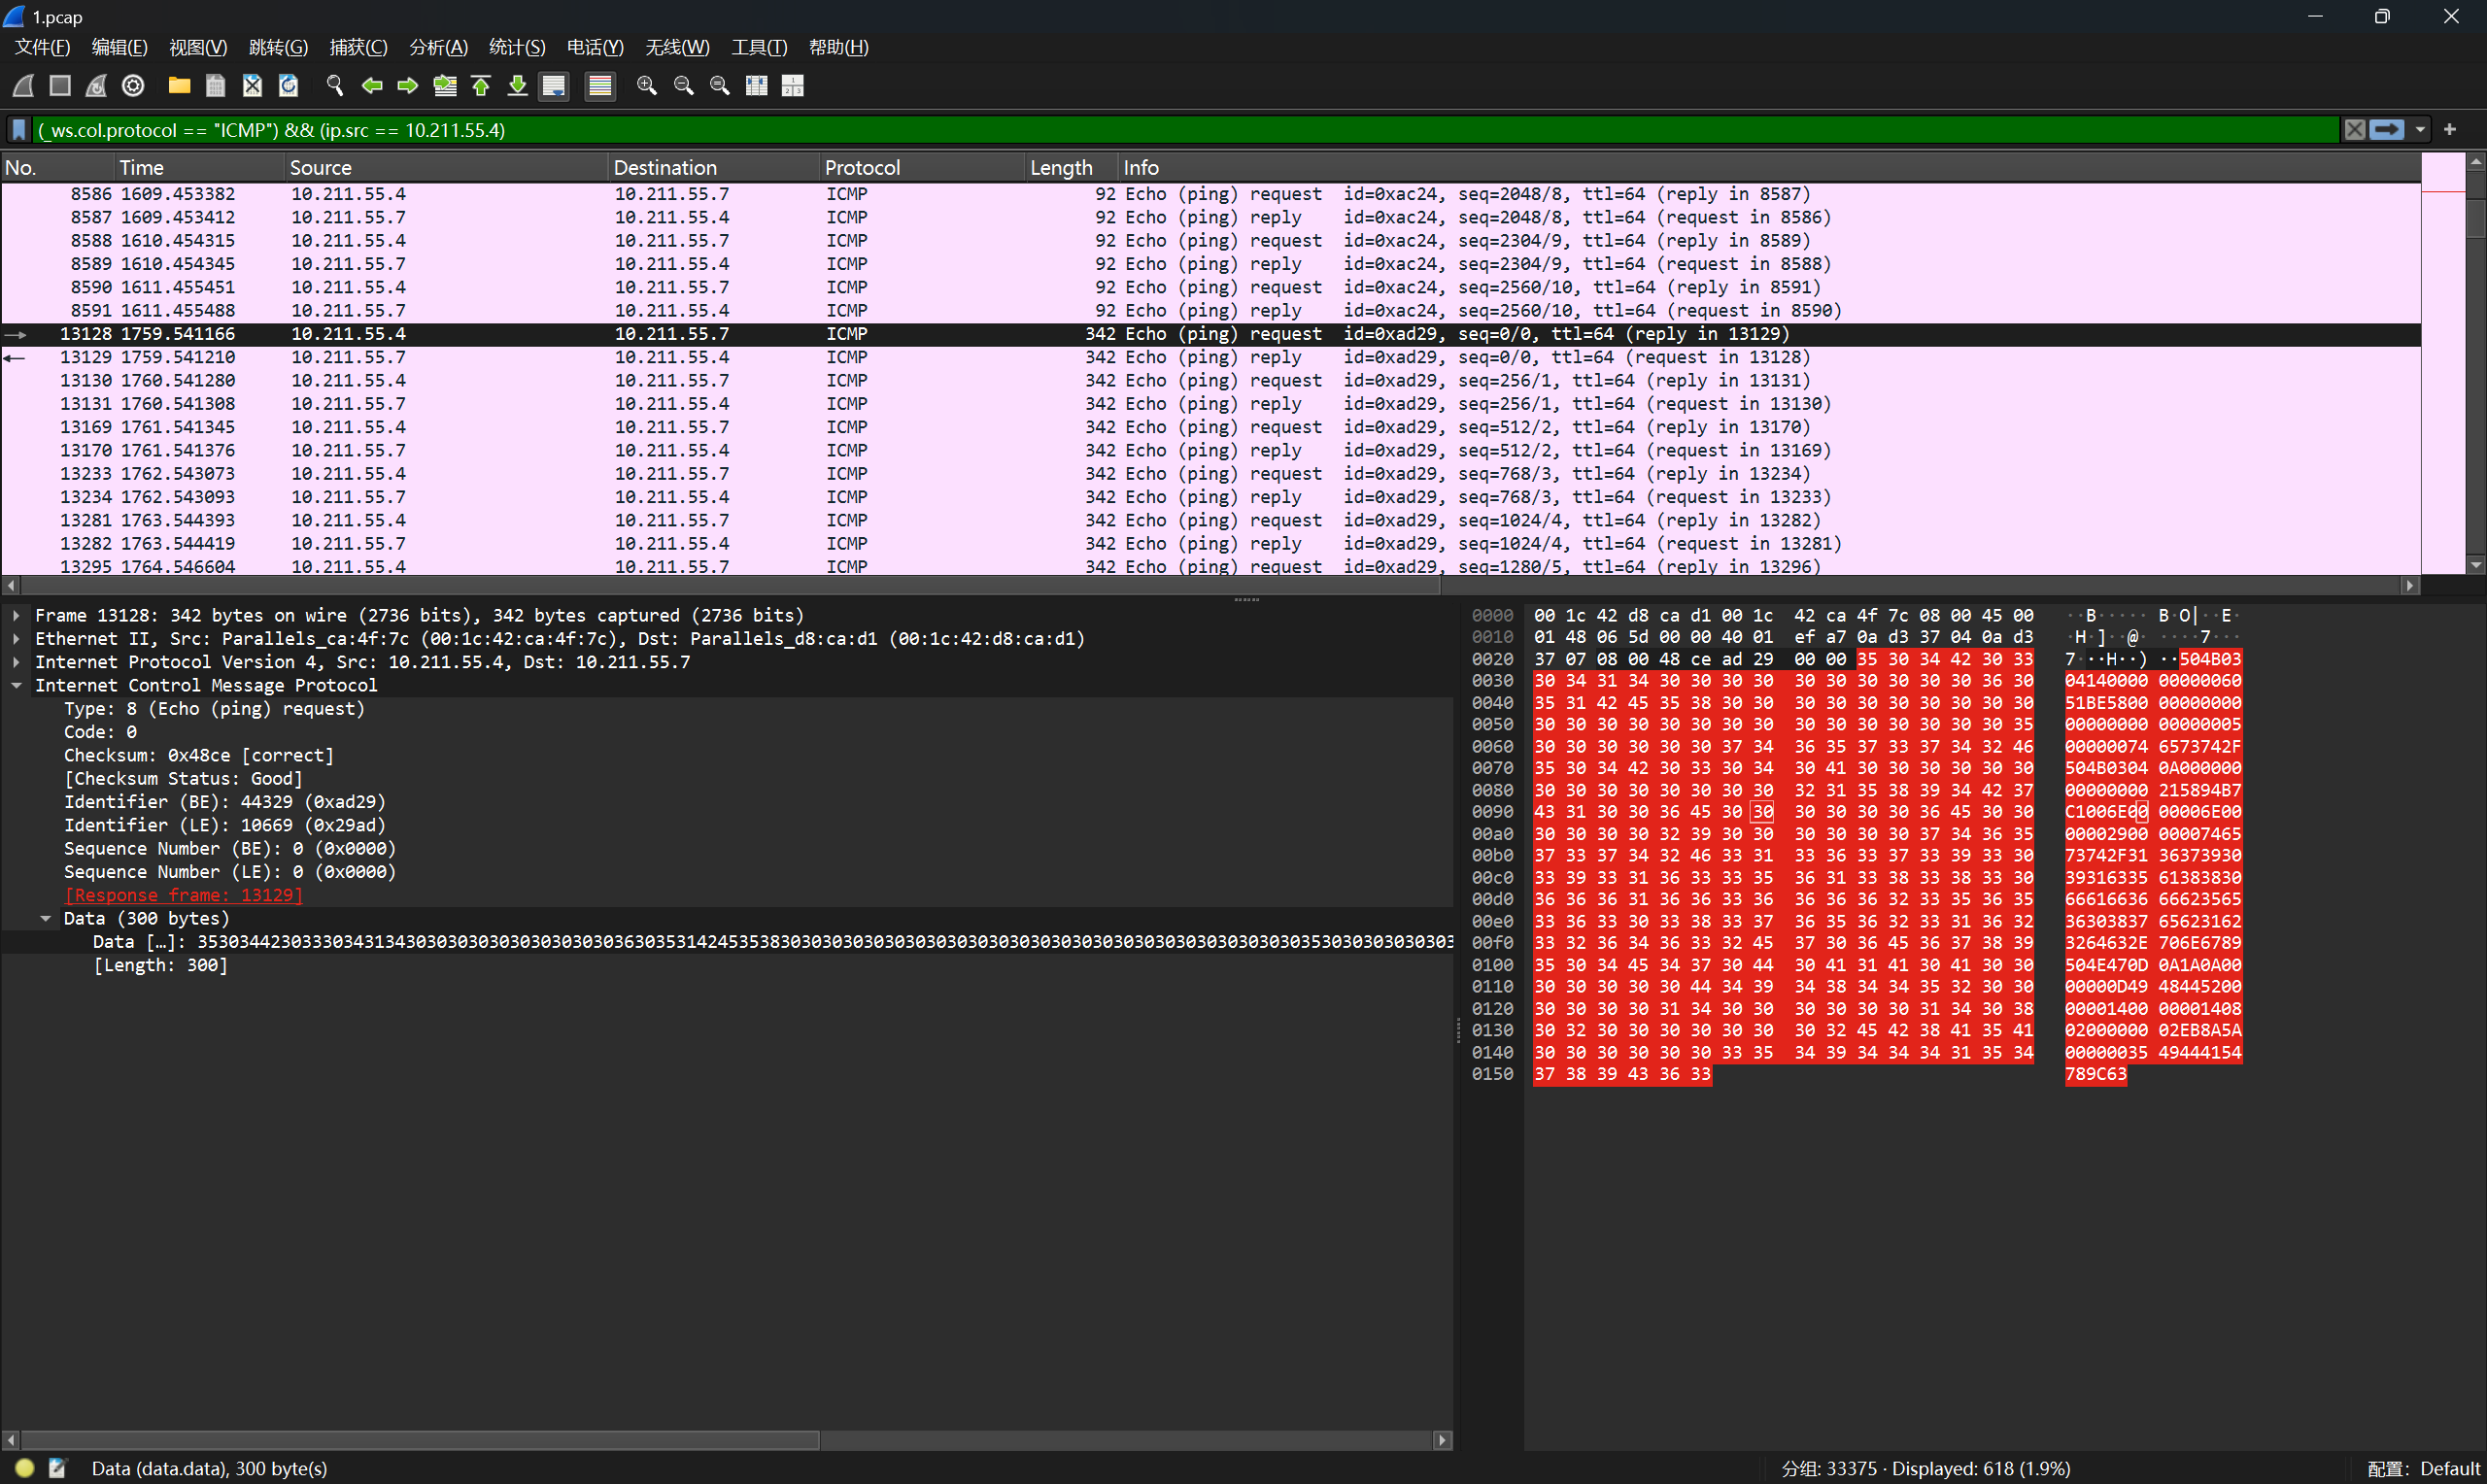 1.pcap
文件(F) 编辑(E) 视图(V) 跳转(G) 捕获(C) 分析(A) 统计(S) 电话(Y) 无线(W) 工具(T) 帮助(H)
(_ws.col.protocol == "ICMP") && (ip.src == 10.211.55.4)
No. Time Source Destination Protocol Length Info
8586 1609.453382 10.211.55.4 10.211.55.7 ICMP 92 Echo (ping) request id=0xac24, seq=2048/8, ttl=64 (reply in 8587)
8587 1609.453412 10.211.55.7 10.211.55.4 ICMP 92 Echo (ping) reply id=0xac24, seq=2048/8, ttl=64 (request in 8586)
8588 1610.454315 10.211.55.4 10.211.55.7 ICMP 92 Echo (ping) request id=0xac24, seq=2304/9, ttl=64 (reply in 8589)
8589 1610.454345 10.211.55.7 10.211.55.4 ICMP 92 Echo (ping) reply id=0xac24, seq=2304/9, ttl=64 (request in 8588)
8590 1611.455451 10.211.55.4 10.211.55.7 ICMP 92 Echo (ping) request id=0xac24, seq=2560/10, ttl=64 (reply in 8591)
8591 1611.455488 10.211.55.7 10.211.55.4 ICMP 92 Echo (ping) reply id=0xac24, seq=2560/10, ttl=64 (request in 8590)
13128 1759.541166 10.211.55.4 10.211.55.7 ICMP 342 Echo (ping) request id=0xad29, seq=0/0, ttl=64 (reply in 13129)
13129 1759.541210 10.211.55.7 10.211.55.4 ICMP 342 Echo (ping) reply id=0xad29, seq=0/0, ttl=64 (request in 13128)
13130 1760.541280 10.211.55.4 10.211.55.7 ICMP 342 Echo (ping) request id=0xad29, seq=256/1, ttl=64 (reply in 13131)
13131 1760.541308 10.211.55.7 10.211.55.4 ICMP 342 Echo (ping) reply id=0xad29, seq=256/1, ttl=64 (request in 13130)
13169 1761.541345 10.211.55.4 10.211.55.7 ICMP 342 Echo (ping) request id=0xad29, seq=512/2, ttl=64 (reply in 13170)
13170 1761.541376 10.211.55.7 10.211.55.4 ICMP 342 Echo (ping) reply id=0xad29, seq=512/2, ttl=64 (request in 13169)
13233 1762.543073 10.211.55.4 10.211.55.7 ICMP 342 Echo (ping) request id=0xad29, seq=768/3, ttl=64 (reply in 13234)
13234 1762.543093 10.211.55.7 10.211.55.4 ICMP 342 Echo (ping) reply id=0xad29, seq=768/3, ttl=64 (request in 13233)
13281 1763.544393 10.211.55.4 10.211.55.7 ICMP 342 Echo (ping) request id=0xad29, seq=1024/4, ttl=64 (reply in 13282)
13282 1763.544419 10.211.55.7 10.211.55.4 ICMP 342 Echo (ping) reply id=0xad29, seq=1024/4, ttl=64 (request in 13281)
13295 1764.546604 10.211.55.4 10.211.55.7 ICMP 342 Echo (ping) request id=0xad29, seq=1280/5, ttl=64 (reply in 13296)
Frame 13128: 342 bytes on wire (2736 bits), 342 bytes captured (2736 bits)
Ethernet II, Src: Parallels_ca:4f:7c (00:1c:42:ca:4f:7c), Dst: Parallels_d8:ca:d1 (00:1c:42:d8:ca:d1)
Internet Protocol Version 4, Src: 10.211.55.4, Dst: 10.211.55.7
Internet Control Message Protocol
Type: 8 (Echo (ping) request)
Code: 0
Checksum: 0x48ce [correct]
[Checksum Status: Good]
Identifier (BE): 44329 (0xad29)
Identifier (LE): 10669 (0x29ad)
Sequence Number (BE): 0 (0x0000)
Sequence Number (LE): 0 (0x0000)
[Response frame: 13129]
Data (300 bytes)
Data […]:
[Length: 300]
0000 00 1c 42 d8 ca d1 00 1c 42 ca 4f 7c 08 00 45 00 ··B·····B·O|··E·
0010 01 48 06 5d 00 00 40 01 ef a7 0a d3 37 04 0a d3 ·H·]··@·····7···
0020 37 07 08 00 48 ce ad 29 00 00 35 30 34 42 30 33 7···H··)··504B03
0030 30 34 31 34 30 30 30 30 30 30 30 30 30 30 36 30 04140000 00000060
0040 35 31 42 45 35 38 30 30 30 30 30 30 30 30 30 30 51BE5800 00000000
0050 30 30 30 30 30 30 30 30 30 30 30 30 30 30 30 35 00000000 00000005
0060 30 30 30 30 30 30 37 34 36 35 37 33 37 34 32 46 00000074 6573742F
0070 35 30 34 42 30 33 30 34 30 41 30 30 30 30 30 30 504B0304 0A000000
0080 30 30 30 30 30 30 30 30 32 31 35 38 39 34 42 37 00000000 215894B7
0090 43 31 30 30 36 45 30 30 30 30 30 30 36 45 30 30 C1006E00 00006E00
00a0 30 30 30 30 32 39 30 30 30 30 30 30 37 34 36 35 00002900 00007465
00b0 37 33 37 34 32 46 33 31 33 36 33 37 33 39 33 30 73742F31 36373930
00c0 33 39 33 31 36 33 33 35 36 31 33 38 33 38 33 30 39316335 61383830
00d0 36 36 36 31 36 36 33 36 36 36 36 32 33 35 36 35 66616636 66623565
00e0 33 36 33 30 33 38 33 37 36 35 36 32 33 31 36 32 36303837 65623162
00f0 33 32 36 34 36 33 32 45 37 30 36 45 36 37 38 39 3264632E 706E6789
0100 35 30 34 45 34 37 30 44 30 41 31 41 30 41 30 30 504E470D 0A1A0A00
0110 30 30 30 30 30 44 34 39 34 38 34 34 35 32 30 30 00000D49 48445200
0120 30 30 30 30 31 34 30 30 30 30 30 30 31 34 30 38 00001400 00001408
0130 30 32 30 30 30 30 30 30 30 32 45 42 38 41 35 41 02000000 02EB8A5A
0140 30 30 30 30 30 30 33 35 34 39 34 34 34 31 35 34 00000035 49444154
0150 37 38 39 43 36 33 789C63
Data (data.data), 300 byte(s)
分组: 33375 · Displayed: 618 (1.9%)
配置: Default